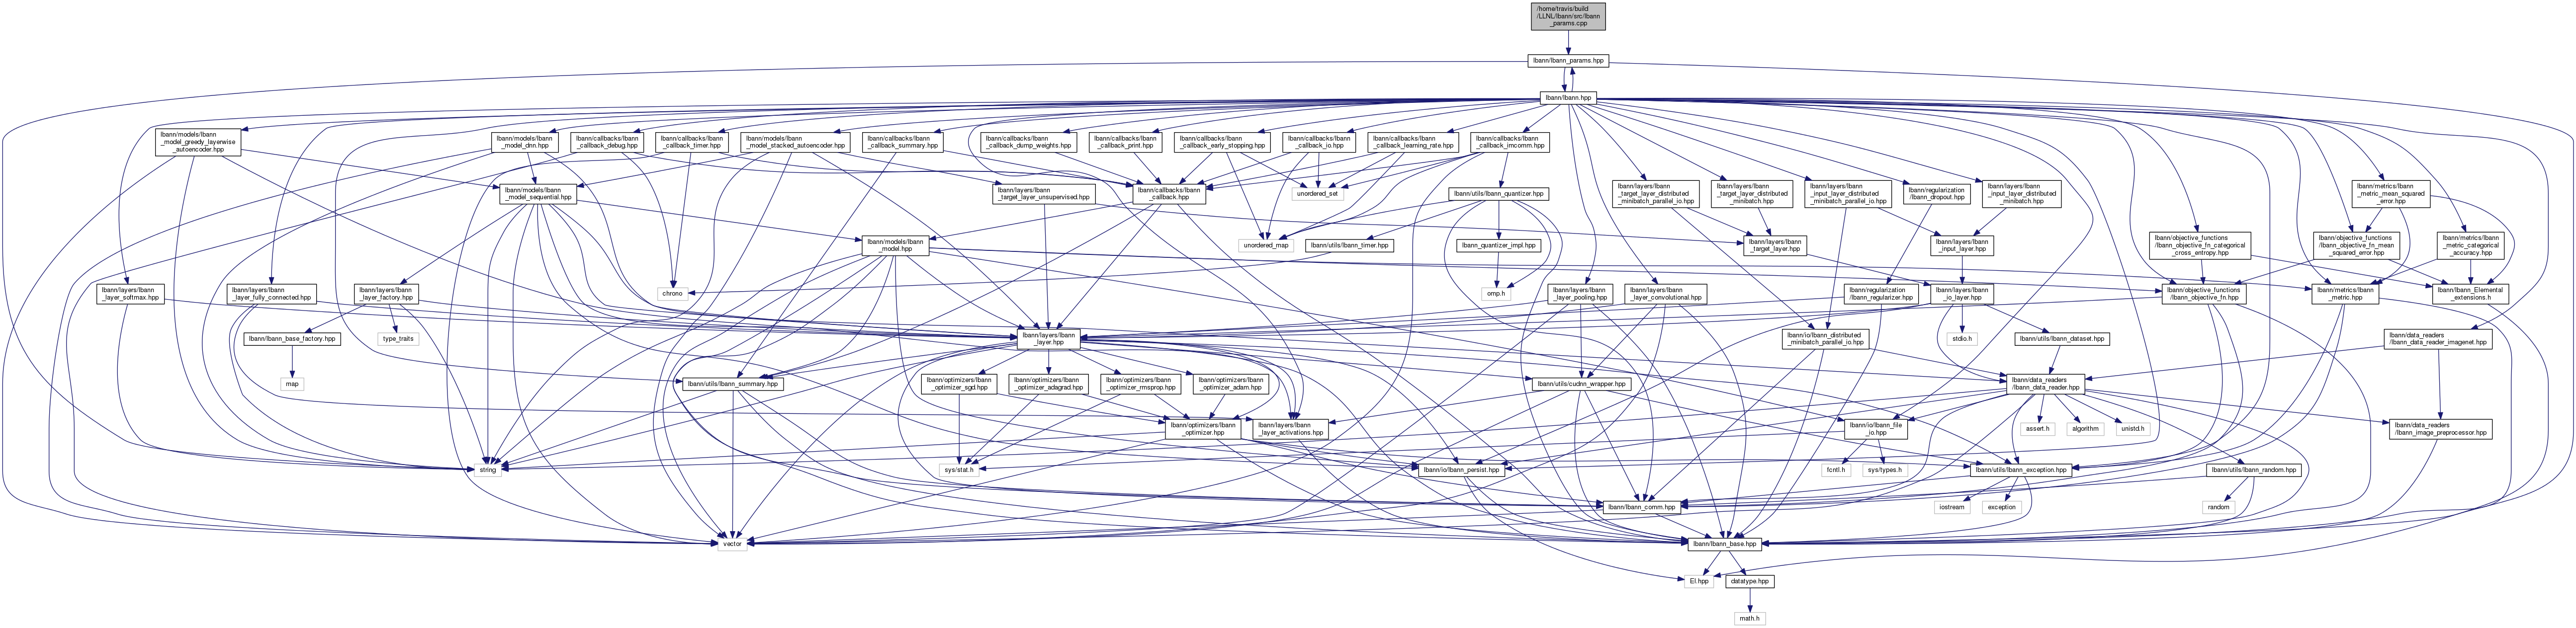 /home/travis/build
/LLNL/lbann/src/lbann
_params.cpp
lbann/lbann_params.hpp
lbann/lbann.hpp
lbann/models/lbann
_model_greedy_layerwise
_autoencoder.hpp
lbann/models/lbann
_model_dnn.hpp
lbann/callbacks/lbann
_callback_debug.hpp
lbann/callbacks/lbann
_callback_timer.hpp
lbann/models/lbann
_model_stacked_autoencoder.hpp
lbann/callbacks/lbann
_callback_summary.hpp
lbann/callbacks/lbann
_callback_dump_weights.hpp
lbann/callbacks/lbann
_callback_print.hpp
lbann/callbacks/lbann
_callback_early_stopping.hpp
lbann/callbacks/lbann
_callback_io.hpp
lbann/callbacks/lbann
_callback_learning_rate.hpp
lbann/callbacks/lbann
_callback_imcomm.hpp
lbann/models/lbann
_model_sequential.hpp
lbann/layers/lbann
_target_layer_unsupervised.hpp
lbann/callbacks/lbann
_callback.hpp
unordered_set
lbann/utils/lbann_quantizer.hpp
lbann/layers/lbann
_target_layer_distributed
_minibatch_parallel_io.hpp
lbann/layers/lbann
_target_layer_distributed
_minibatch.hpp
lbann/layers/lbann
_input_layer_distributed
_minibatch_parallel_io.hpp
lbann/regularization
/lbann_dropout.hpp
lbann/layers/lbann
_input_layer_distributed
_minibatch.hpp
lbann/metrics/lbann
_metric_mean_squared
_error.hpp
lbann/models/lbann
_model.hpp
unordered_map
lbann/utils/lbann_timer.hpp
lbann_quantizer_impl.hpp
lbann/layers/lbann
_target_layer.hpp
lbann/layers/lbann
_input_layer.hpp
lbann/objective_functions
/lbann_objective_fn_categorical
_cross_entropy.hpp
lbann/objective_functions
/lbann_objective_fn_mean
_squared_error.hpp
lbann/metrics/lbann
_metric_categorical
_accuracy.hpp
lbann/layers/lbann
_layer_softmax.hpp
lbann/layers/lbann
_layer_fully_connected.hpp
lbann/layers/lbann
_layer_factory.hpp
chrono
omp.h
lbann/layers/lbann
_layer_pooling.hpp
lbann/layers/lbann
_layer_convolutional.hpp
lbann/regularization
/lbann_regularizer.hpp
lbann/layers/lbann
_io_layer.hpp
lbann/objective_functions
/lbann_objective_fn.hpp
lbann/metrics/lbann
_metric.hpp
lbann/lbann_Elemental
_extensions.h
lbann/lbann_base_factory.hpp
type_traits
lbann/layers/lbann
_layer.hpp
lbann/io/lbann_distributed
_minibatch_parallel_io.hpp
stdio.h
lbann/utils/lbann_dataset.hpp
lbann/data_readers
/lbann_data_reader_imagenet.hpp
map
lbann/utils/lbann_summary.hpp
lbann/optimizers/lbann
_optimizer_sgd.hpp
lbann/optimizers/lbann
_optimizer_adagrad.hpp
lbann/optimizers/lbann
_optimizer_rmsprop.hpp
lbann/optimizers/lbann
_optimizer_adam.hpp
lbann/utils/cudnn_wrapper.hpp
lbann/data_readers
/lbann_data_reader.hpp
lbann/optimizers/lbann
_optimizer.hpp
lbann/layers/lbann
_layer_activations.hpp
lbann/io/lbann_file
_io.hpp
assert.h
algorithm
unistd.h
lbann/data_readers
/lbann_image_preprocessor.hpp
string
sys/stat.h
lbann/io/lbann_persist.hpp
fcntl.h
sys/types.h
lbann/utils/lbann_exception.hpp
lbann/utils/lbann_random.hpp
lbann/lbann_comm.hpp
iostream
exception
random
vector
lbann/lbann_base.hpp
El.hpp
datatype.hpp
math.h